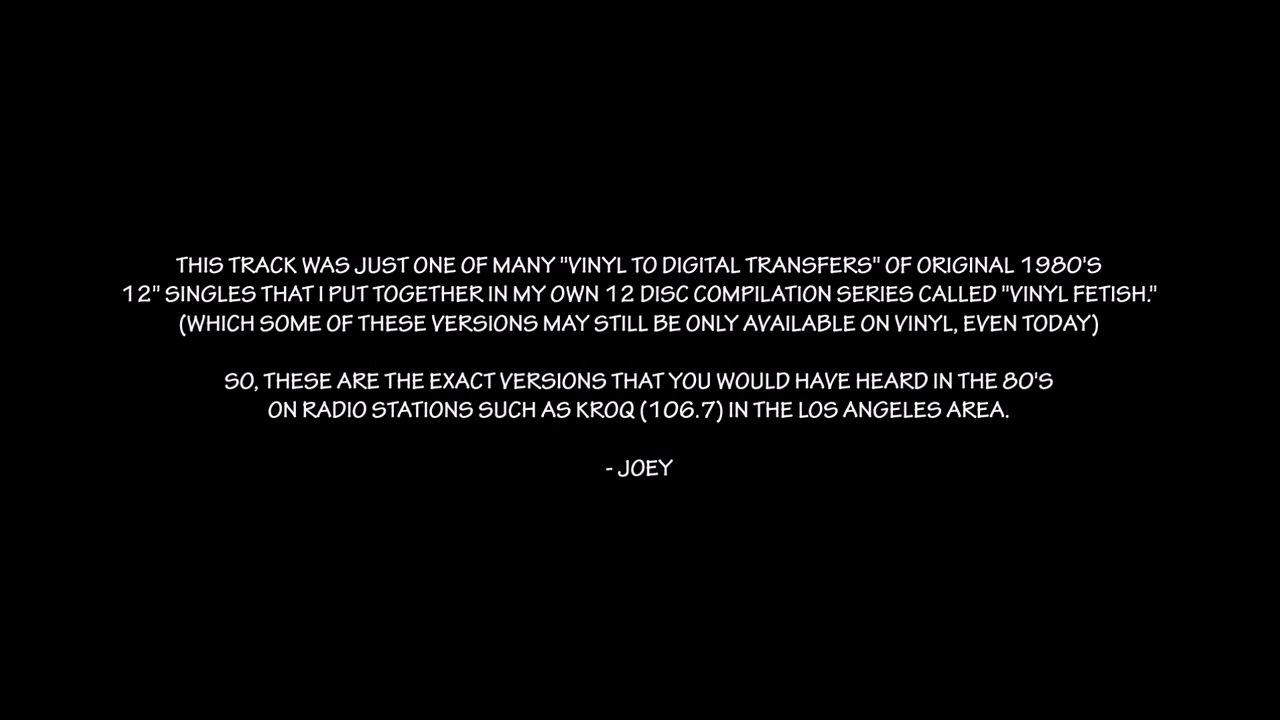 THIS TRACK WAS JUST ONE OF MANY "VINYL TO DIGITAL TRANSFERS" OF ORIGINAL 1980'S
12" SINGLES THAT I PUT TOGETHER IN MY OWN 12 DISC COMPILATION SERIES CALLED "VINYL FETISH."
(WHICH SOME OF THESE VERSIONS MAY STILL BE ONLY AVAILABLE ON VINYL, EVEN TODAY)
SO, THESE ARE THE EXACT VERSIONS THAT YOU WOULD HAVE HEARD IN THE 80'S
ON RADIO STATIONS SUCH AS KROQ (106.7) IN THE LOS ANGELES AREA.
- JOEY